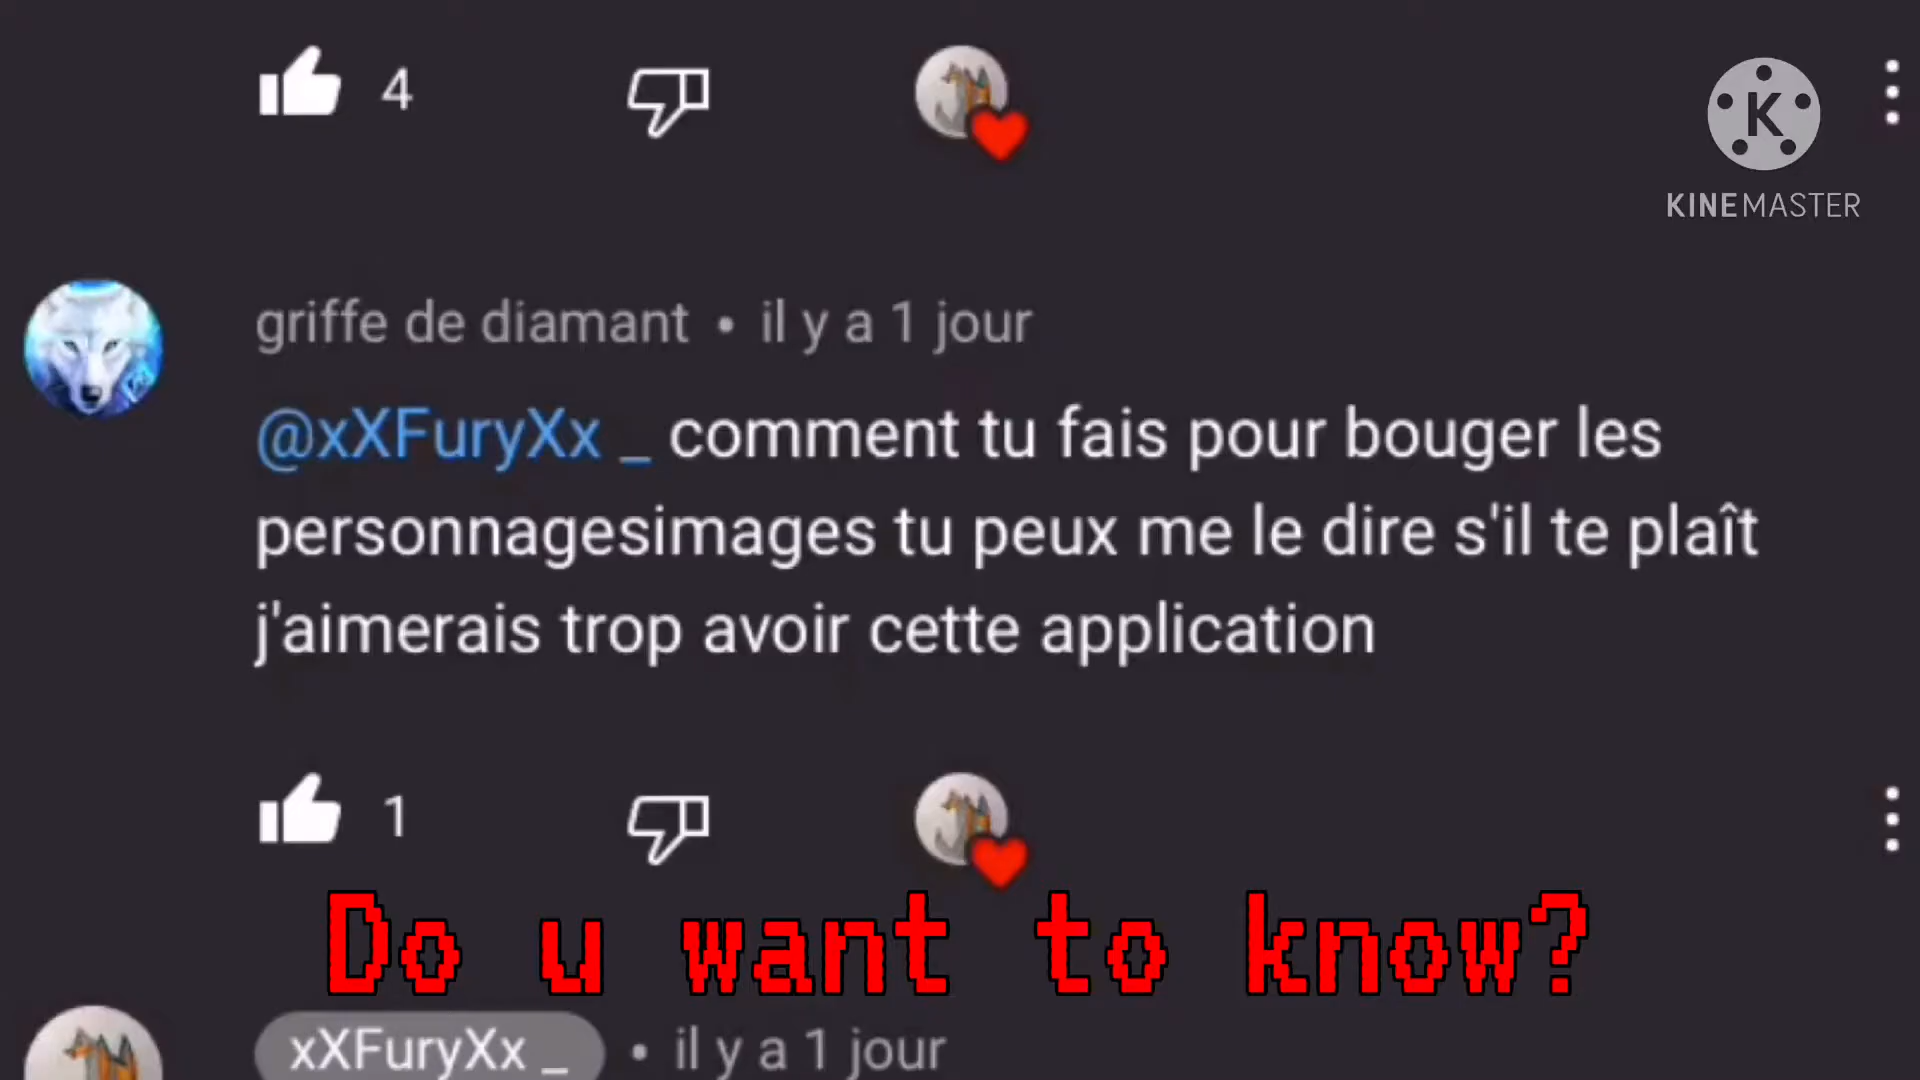 4
KINEMASTER
griffe de diamant • il y a 1 jour
@xXFuryXx _ comment tu fais pour bouger les
personnagesimages tu peux me le dire s'il te plaît
j'aimerais trop avoir cette application
1
Do u want to know?
xXFuryXx _ • il y a 1 jour